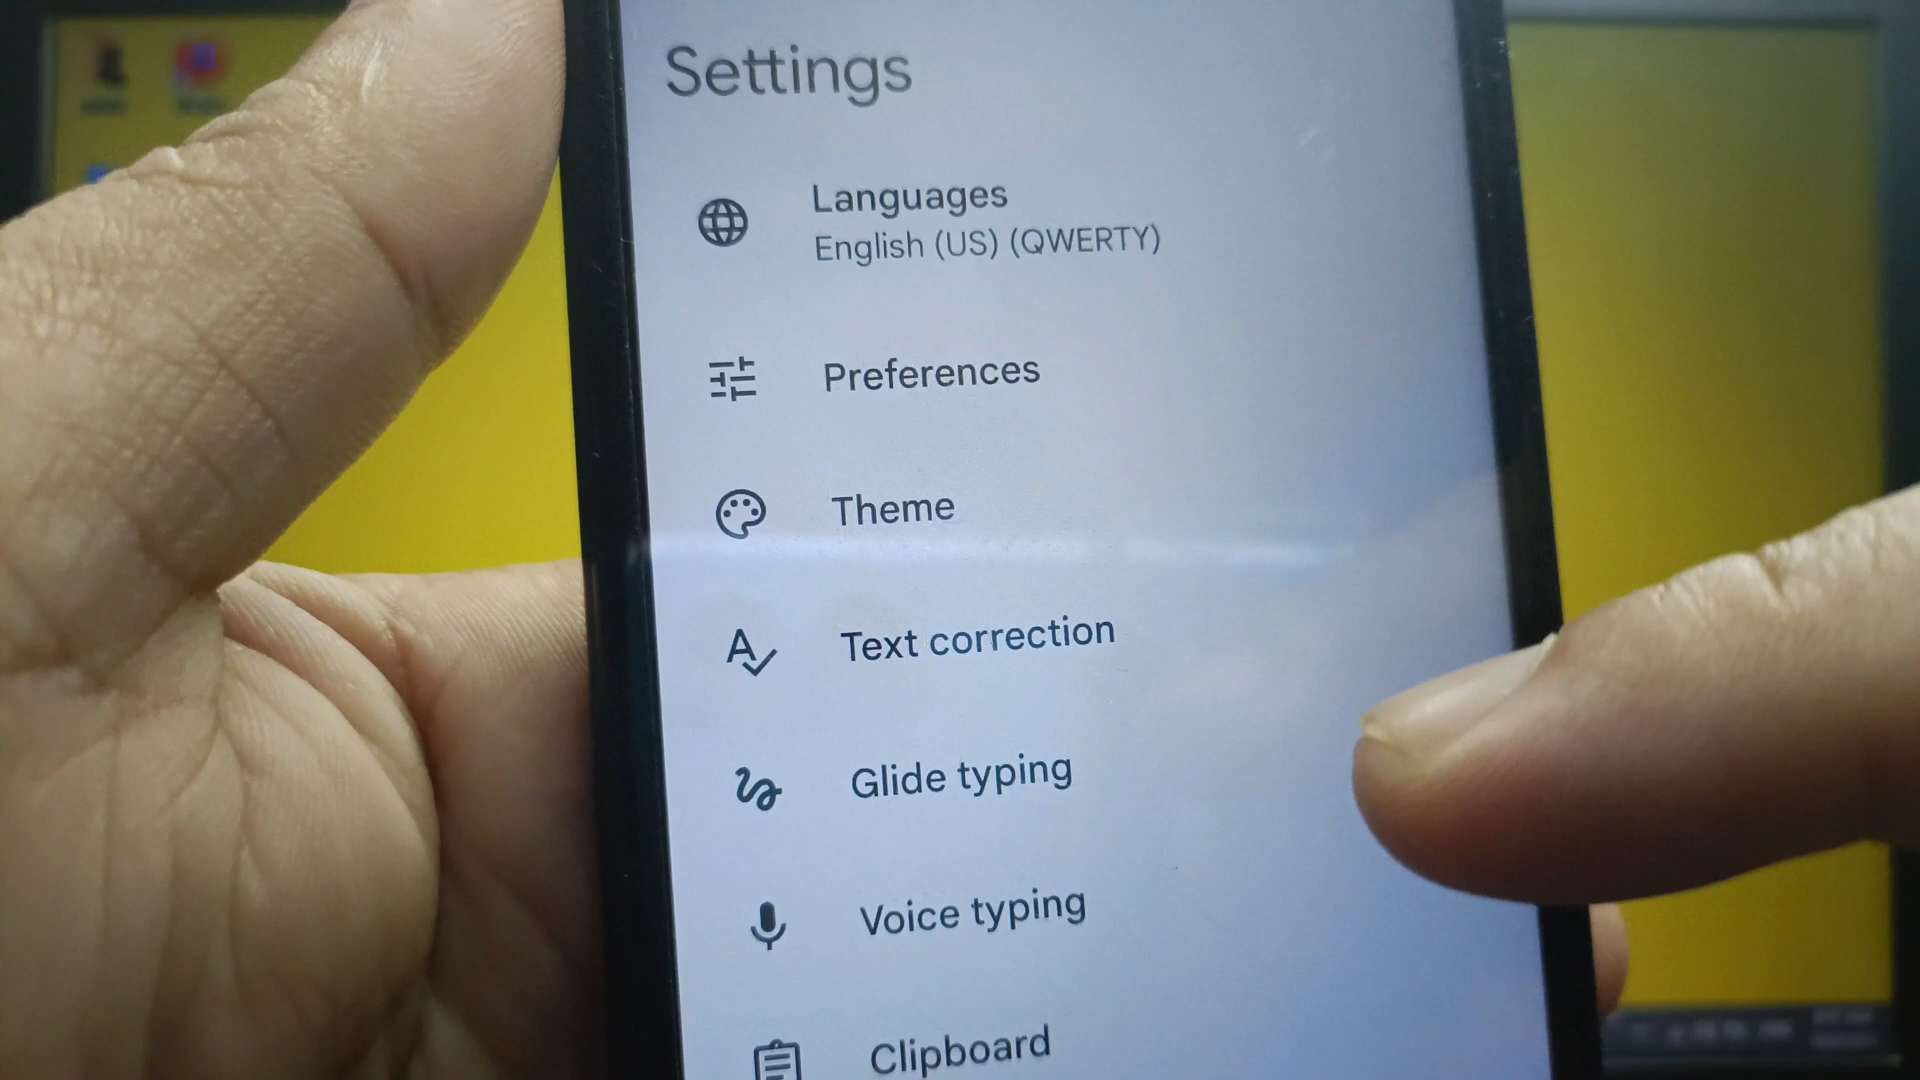 Settings
Languages
English (US) (QWERTY)
Preferences
Theme
Text correction
Glide typing
Voice typing
Clipboard